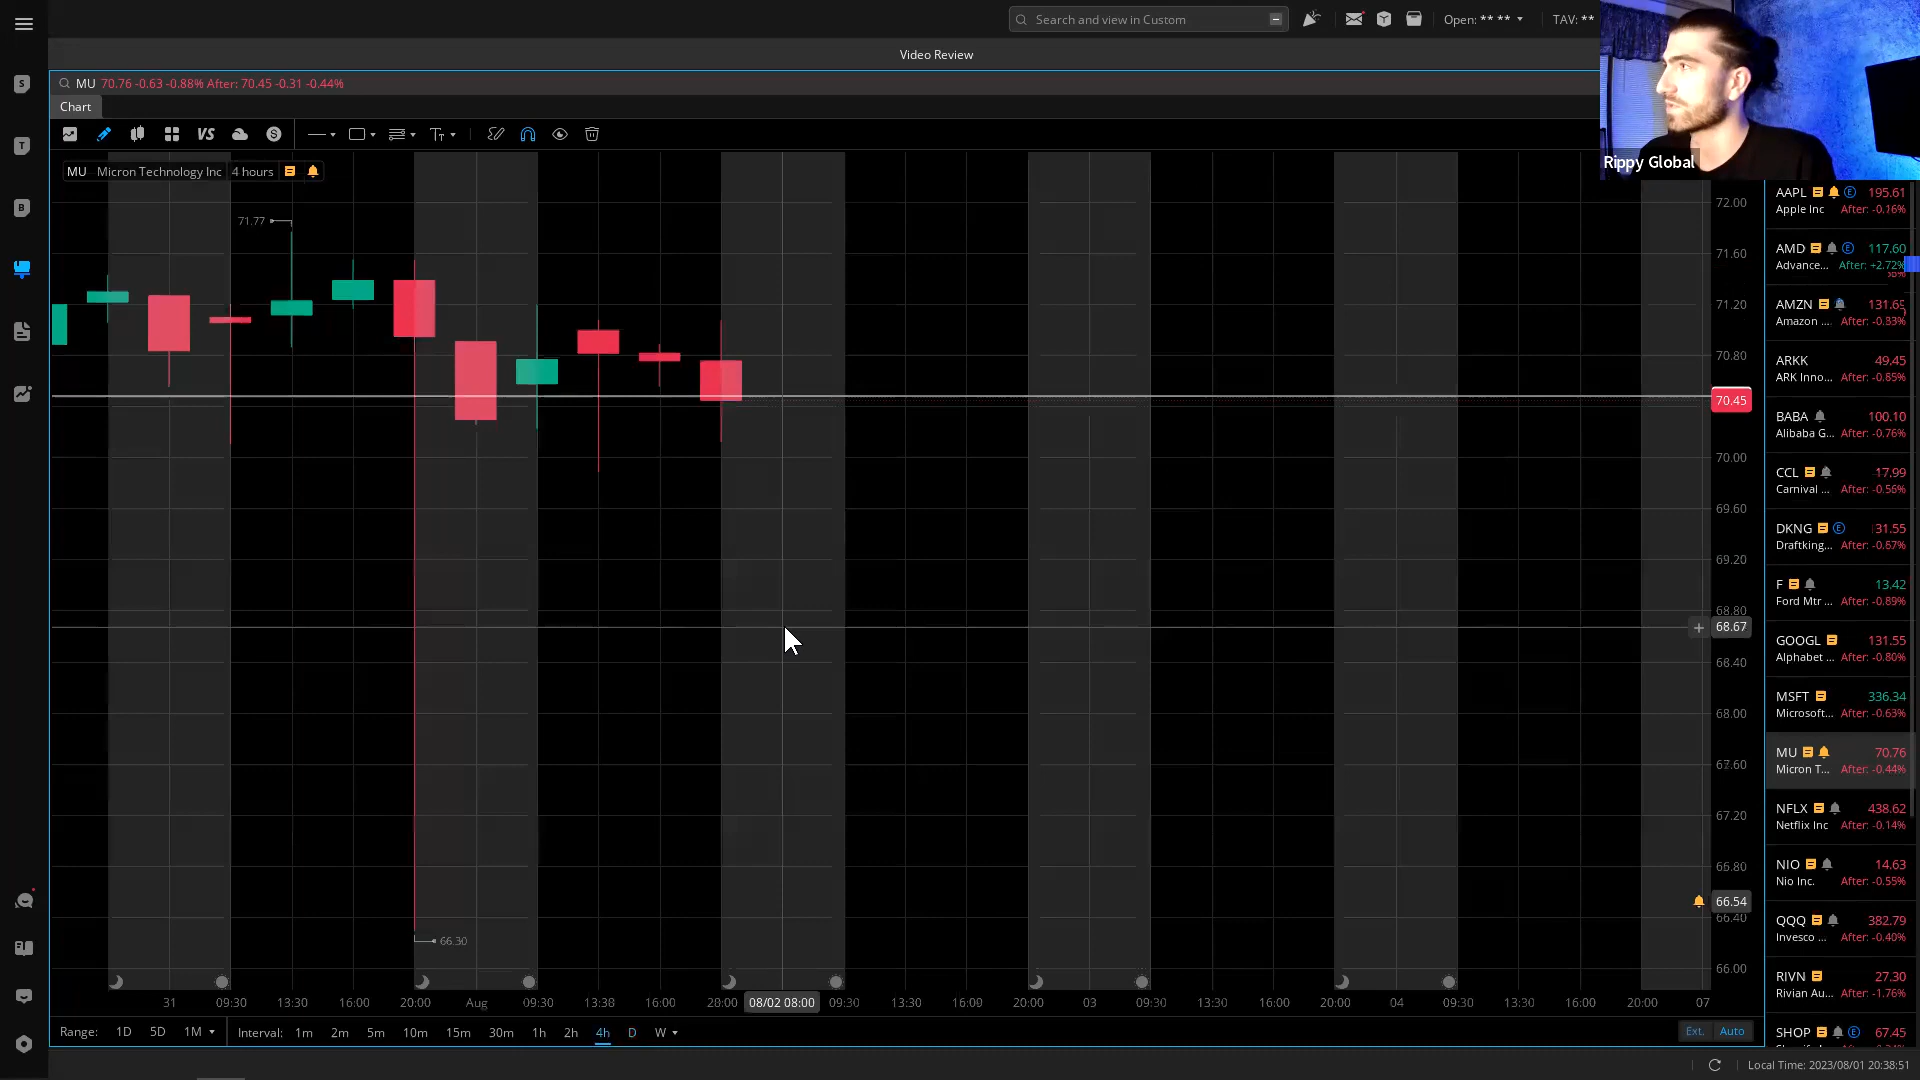 Search and view in Custom
Open: ** **
TAV: **
Video Review
MU 70.76 -0.63 -0.88% After: 70.45 -0.31 -0.44%
Chart
VS
S
MU Micron Technology Inc 4 hours
71.77
66.30
72.00
71.60
71.20
70.80
70.45
70.00
69.60
69.20
68.80
68.67
68.40
68.00
67.60
67.20
66.80
66.54
66.40
66.00
31 09:30 13:30 16:00 20:00 Aug 09:30 13:38 16:00 20:00 08/02 08:00 09:30 13:30 16:00 20:00 03 09:30 13:30 16:00 20:00 04 09:30 13:30 16:00 20:00 07
Range: 1D 5D 1M Interval: 1m 2m 5m 10m 15m 30m 1h 2h 4h D W
Ext. Auto
Rippy Global
AAPL 195.61
Apple Inc After: -0.16%
AMD 117.60
Advance... After: +2.72%
AMZN 131.69
Amazon ... After: -0.83%
ARKK 49.45
ARK Inno... After: -0.85%
BABA 100.10
Alibaba G... After: -0.76%
CCL 17.99
Carnival ... After: -0.56%
DKNG 31.55
Draftking... After: -0.67%
F 13.42
Ford Mtr ... After: -0.89%
GOOGL 131.55
Alphabet ... After: -0.80%
MSFT 336.34
Microsoft... After: -0.63%
MU 70.76
Micron T... After: -0.44%
NFLX 438.62
Netflix Inc After: -0.14%
NIO 14.63
Nio Inc. After: -0.55%
QQQ 382.79
Invesco ... After: -0.40%
RIVN 27.30
Rivian Au... After: -1.76%
SHOP 67.45
Local Time: 2023/08/01 20:38:51